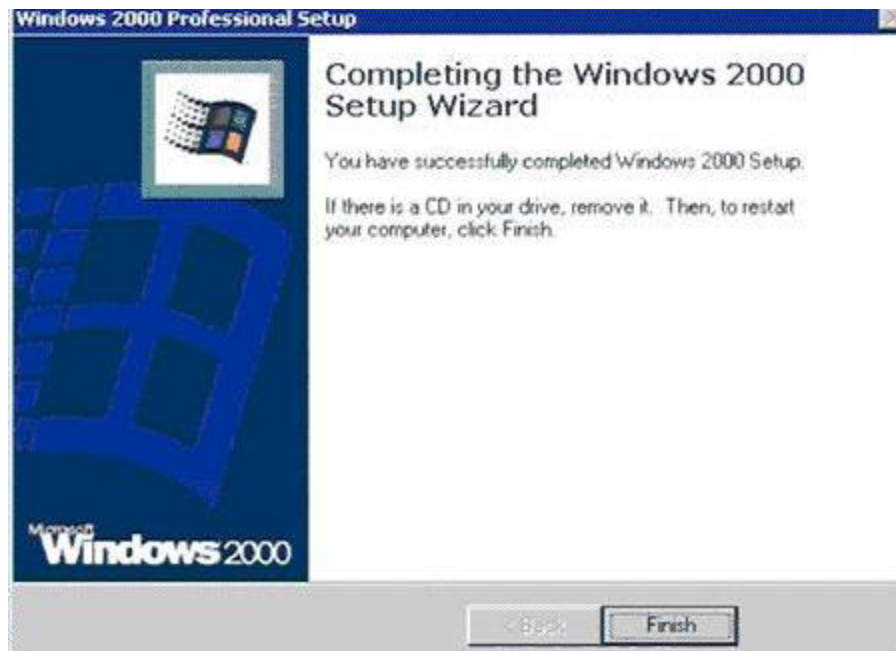 Windows 2000 Professional Setup
Completing the Windows 2000
Setup Wizard
You have successfully completed Windows 2000 Setup.
If there is a CD in your drive, remove it. Then, to restart
your computer, click Finish.
Microsoft
Windows 2000
< Back
Finish